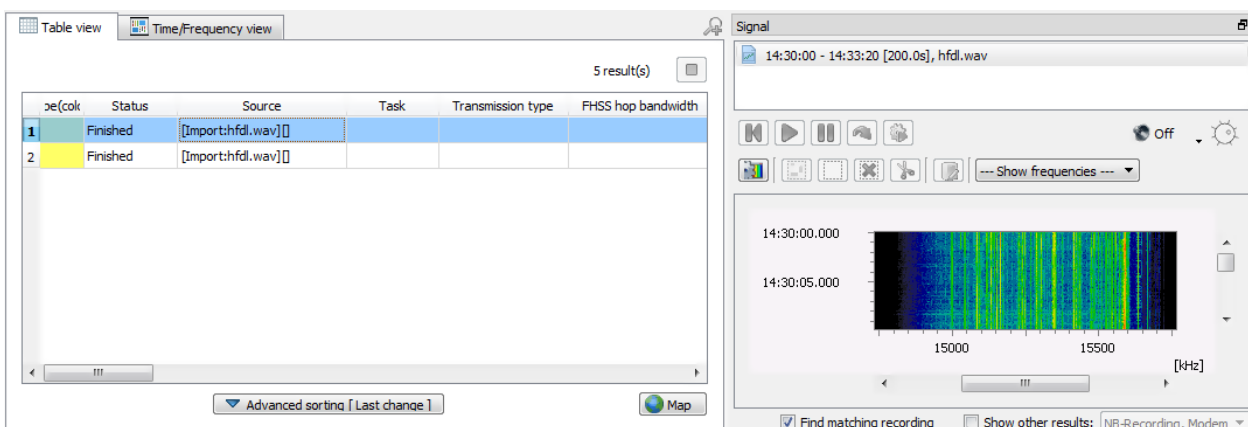 Table view
Time/Frequency view
5 result(s)
pe(colc Status Source Task Transmission type FHSS hop bandwidth
1 Finished [Import:hfdl.wav][]
2 Finished [Import:hfdl.wav][]
Advanced sorting [ Last change ]
Map
Signal
14:30:00 - 14:33:20 [200.0s], hfdl.wav
Off
--- Show frequencies ---
14:30:00.000
14:30:05.000
15000 15500
[kHz]
Find matching recording Show other results: NB-Recording, Modem